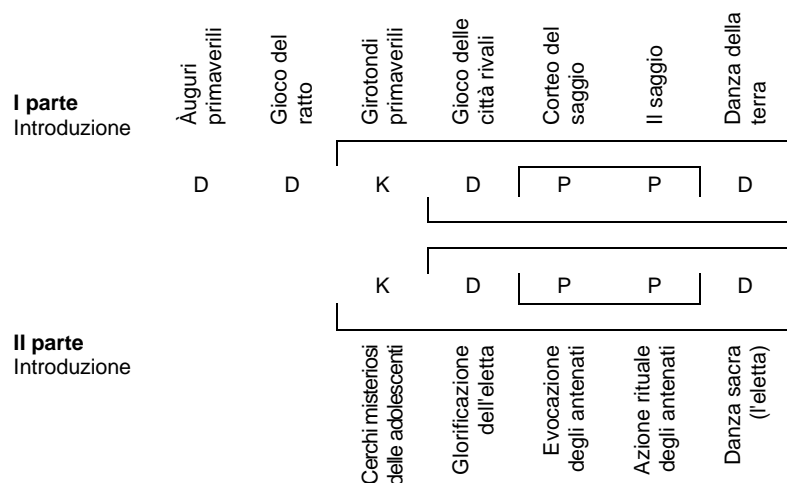 I parte
Introduzione
Àuguri
primaverili
Gioco del
ratto
Girotondi
primaverili
Gioco delle
città rivali
Corteo del
saggio
Il saggio
Danza della
terra
D D K D P P D
K D P P D
II parte
Introduzione
Cerchi misteriosi
delle adolescenti
Glorificazione
dell'eletta
Evocazione
degli antenati
Azione rituale
degli antenati
Danza sacra
(l'eletta)